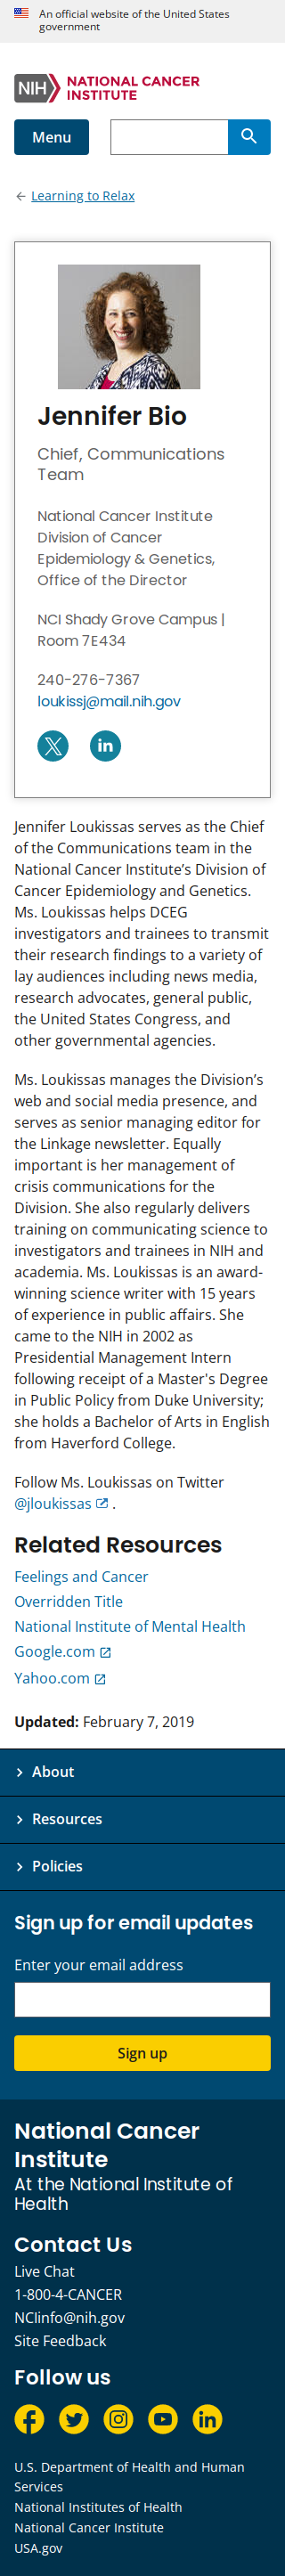 An official website of the United States
government
NIH
NATIONAL CANCER
INSTITUTE
Menu
← Learning to Relax
Jennifer Bio
Chief, Communications
Team
National Cancer Institute
Division of Cancer
Epidemiology & Genetics,
Office of the Director
NCI Shady Grove Campus |
Room 7E434
240-276-7367
loukissj@mail.nih.gov
Jennifer Loukissas serves as the Chief
of the Communications team in the
National Cancer Institute’s Division of
Cancer Epidemiology and Genetics.
Ms. Loukissas helps DCEG
investigators and trainees to transmit
their research findings to a variety of
lay audiences including news media,
research advocates, general public,
the United States Congress, and
other governmental agencies.
Ms. Loukissas manages the Division’s
web and social media presence, and
serves as senior managing editor for
the Linkage newsletter. Equally
important is her management of
crisis communications for the
Division. She also regularly delivers
training on communicating science to
investigators and trainees in NIH and
academia. Ms. Loukissas is an award-
winning science writer with 15 years
of experience in public affairs. She
came to the NIH in 2002 as
Presidential Management Intern
following receipt of a Master's Degree
in Public Policy from Duke University;
she holds a Bachelor of Arts in English
from Haverford College.
Follow Ms. Loukissas on Twitter
@jloukissas .
Related Resources
Feelings and Cancer
Overridden Title
National Institute of Mental Health
Google.com
Yahoo.com
Updated: February 7, 2019
About
Resources
Policies
Sign up for email updates
Enter your email address
Sign up
National Cancer
Institute
At the National Institute of
Health
Contact Us
Live Chat
1-800-4-CANCER
NCIinfo@nih.gov
Site Feedback
Follow us
U.S. Department of Health and Human
Services
National Institutes of Health
National Cancer Institute
USA.gov